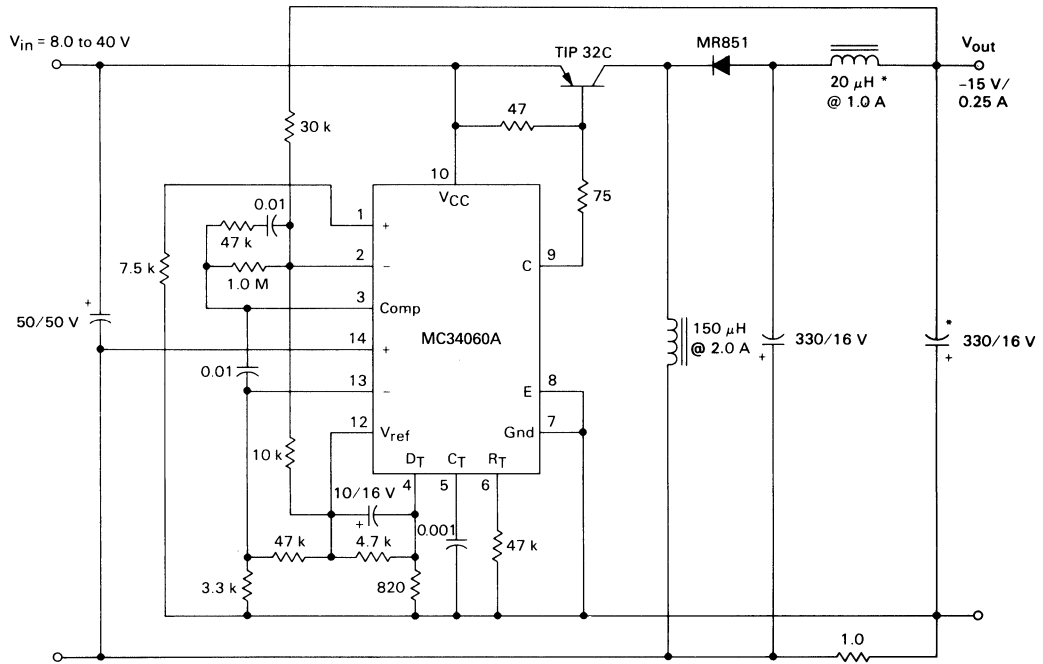 V_in = 8.0 to 40 V
TIP 32C
MR851
V_out
20 µH *
@ 1.0 A
–15 V/
0.25 A
47
30 k
10
V_CC
75
0.01
1
+
47 k
2
–
9
C
7.5 k
1.0 M
3
Comp
+
50/50 V
MC34060A
150 µH
@ 2.0 A
*
330/16 V
+
330/16 V
+
14
+
0.01
13
–
8
E
12
V_ref
7
Gnd
10 k
D_T
C_T
R_T
4
5
6
10/16 V
+
0.001
47 k
4.7 k
47 k
3.3 k
820
1.0